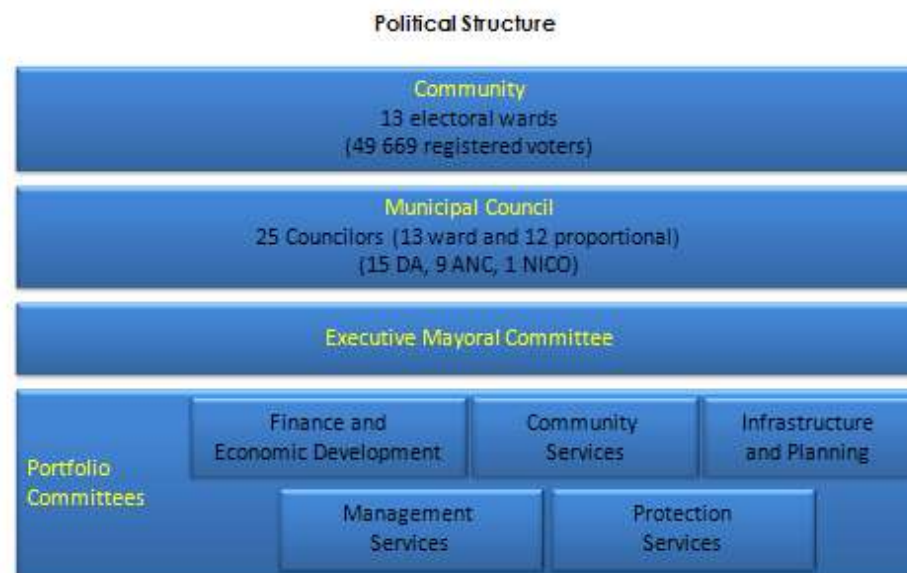 Political Structure
Community
13 electoral wards
(49 669 registered voters)
Municipal Council
25 Councilors (13 ward and 12 proportional)
(15 DA, 9 ANC, 1 NICO)
Executive Mayoral Committee
Portfolio
Committees
Finance and
Economic Development
Community
Services
Infrastructure
and Planning
Management
Services
Protection
Services